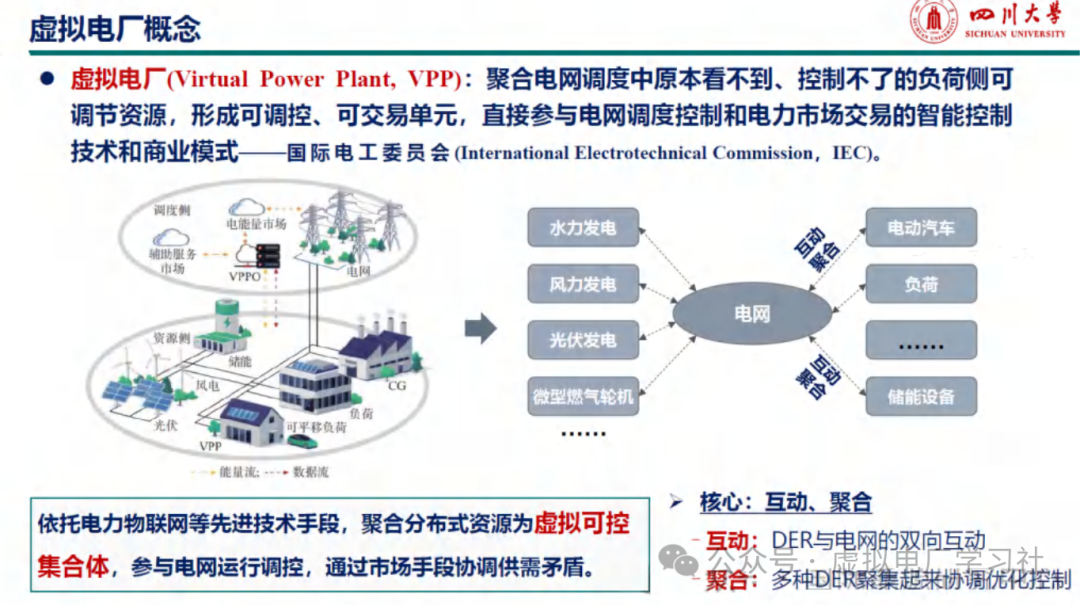 虚拟电厂概念
四川大学
SICHUAN UNIVERSITY
● 虚拟电厂(Virtual Power Plant, VPP)：聚合电网调度中原本看不到、控制不了的负荷侧可
调节资源，形成可调控、可交易单元，直接参与电网调度控制和电力市场交易的智能控制
技术和商业模式——国际电工委员会(International Electrotechnical Commission，IEC)。
调度侧
电能量市场
辅助服务
市场
VPPO
电网
资源侧
储能
风电
光伏
CG
负荷
可平移负荷
VPP
能量流;
数据流
水力发电
风力发电
光伏发电
微型燃气轮机
......
电网
互动
聚合
互动
聚合
电动汽车
负荷
......
储能设备
依托电力物联网等先进技术手段，聚合分布式资源为虚拟可控
集合体，参与电网运行调控，通过市场手段协调供需矛盾。
➢ 核心：互动、聚合
- 互动：DER与电网的双向互动
- 聚合：多种DER聚集起来协调优化控制
公众号：虚拟电厂学习社